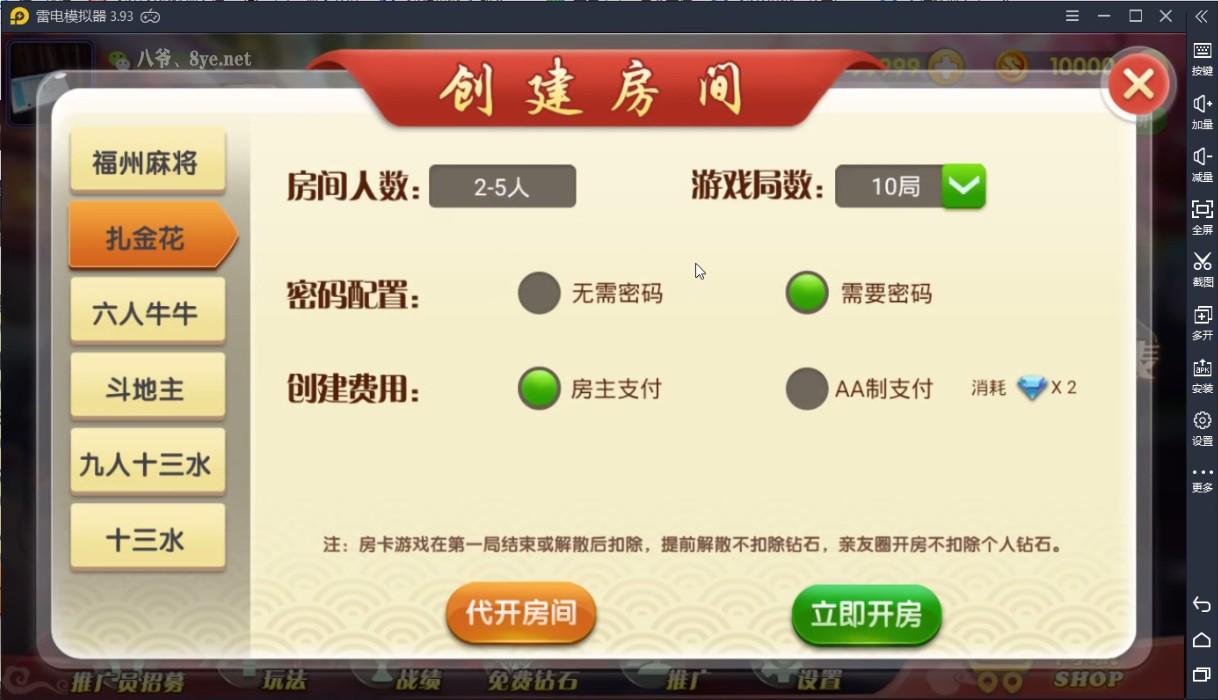 雷电模拟器 3.93
八爷、8ye.net
创建房间
福州麻将
扎金花
六人牛牛
斗地主
九人十三水
十三水
房间人数: 2-5人
游戏局数: 10局
密码配置: 无需密码 需要密码
创建费用: 房主支付 AA制支付 消耗 X 2
注：房卡游戏在第一局结束或解散后扣除，提前解散不扣除钻石，亲友圈开房不扣除个人钻石。
代开房间 立即开房
推广员招募 玩法 战绩 免费钻石 推广 设置 SHOP
按键
加量
减量
全屏
截图
多开
安装
设置
更多